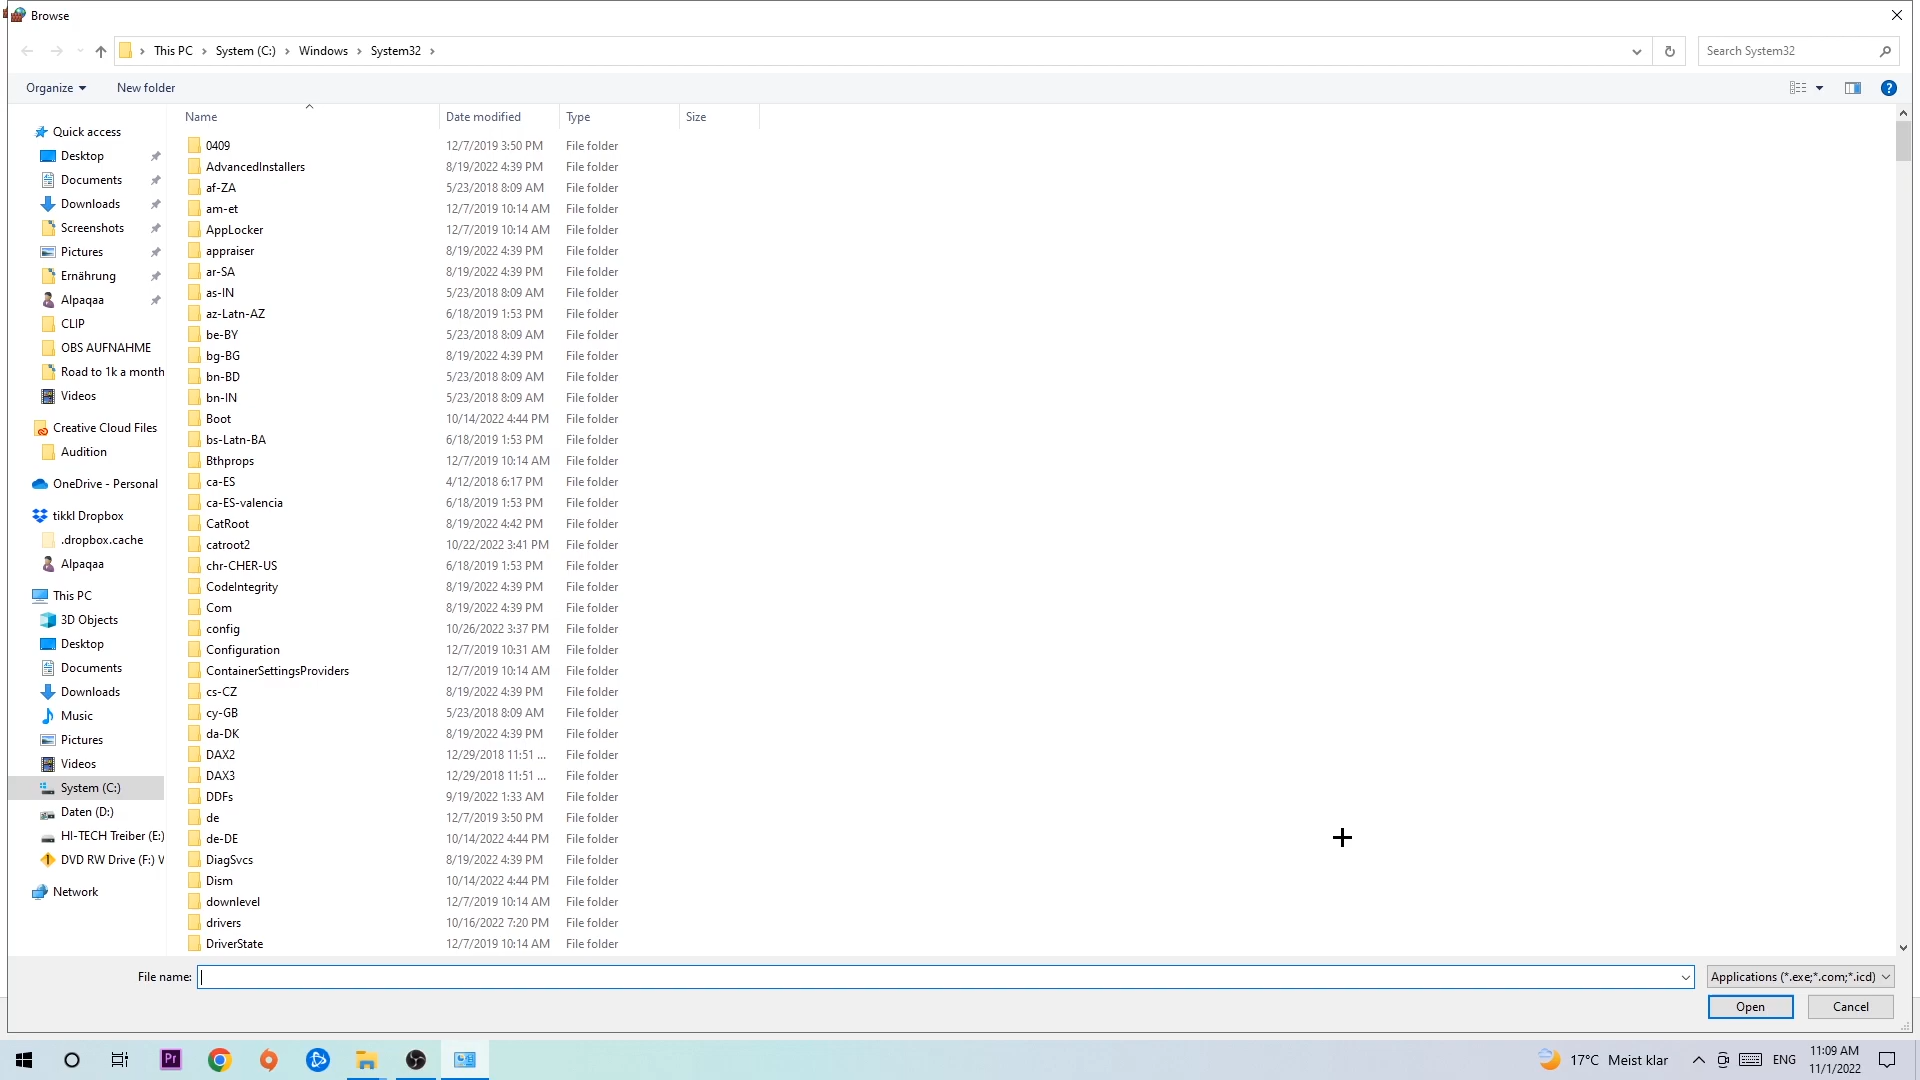 Browse
This PC > System (C:) > Windows > System32 >
Search System32
Organize
New folder
Name
Date modified
Type
Size
Quick access
Desktop
Documents
Downloads
Screenshots
Pictures
Ernährung
Alpaqaa
CLIP
OBS AUFNAHME
Road to 1k a month
Videos
Creative Cloud Files
Audition
OneDrive - Personal
tikkl Dropbox
.dropbox.cache
Alpaqaa
This PC
3D Objects
Desktop
Documents
Downloads
Music
Pictures
Videos
System (C:)
Daten (D:)
HI-TECH Treiber (E:)
DVD RW Drive (F:) V
Network
0409 12/7/2019 3:50 PM File folder
AdvancedInstallers 8/19/2022 4:39 PM File folder
af-ZA 5/23/2018 8:09 AM File folder
am-et 12/7/2019 10:14 AM File folder
AppLocker 12/7/2019 10:14 AM File folder
appraiser 8/19/2022 4:39 PM File folder
ar-SA 8/19/2022 4:39 PM File folder
as-IN 5/23/2018 8:09 AM File folder
az-Latn-AZ 6/18/2019 1:53 PM File folder
be-BY 5/23/2018 8:09 AM File folder
bg-BG 8/19/2022 4:39 PM File folder
bn-BD 5/23/2018 8:09 AM File folder
bn-IN 5/23/2018 8:09 AM File folder
Boot 10/14/2022 4:44 PM File folder
bs-Latn-BA 6/18/2019 1:53 PM File folder
Bthprops 12/7/2019 10:14 AM File folder
ca-ES 4/12/2018 6:17 PM File folder
ca-ES-valencia 6/18/2019 1:53 PM File folder
CatRoot 8/19/2022 4:42 PM File folder
catroot2 10/22/2022 3:41 PM File folder
chr-CHER-US 6/18/2019 1:53 PM File folder
CodeIntegrity 8/19/2022 4:39 PM File folder
Com 8/19/2022 4:39 PM File folder
config 10/26/2022 3:37 PM File folder
Configuration 12/7/2019 10:31 AM File folder
ContainerSettingsProviders 12/7/2019 10:14 AM File folder
cs-CZ 8/19/2022 4:39 PM File folder
cy-GB 5/23/2018 8:09 AM File folder
da-DK 8/19/2022 4:39 PM File folder
DAX2 12/29/2018 11:51 ... File folder
DAX3 12/29/2018 11:51 ... File folder
DDFs 9/19/2022 1:33 AM File folder
de 12/7/2019 3:50 PM File folder
de-DE 10/14/2022 4:44 PM File folder
DiagSvcs 8/19/2022 4:39 PM File folder
Dism 10/14/2022 4:44 PM File folder
downlevel 12/7/2019 10:14 AM File folder
drivers 10/16/2022 7:20 PM File folder
DriverState 12/7/2019 10:14 AM File folder
File name:
Applications (*.exe;*.com;*.icd)
Open
Cancel
Pr
17°C Meist klar
ENG
11:09 AM
11/1/2022